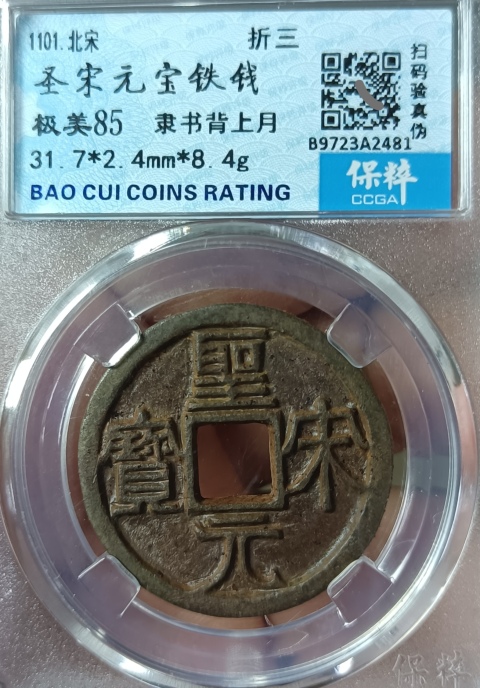 1101.北宋 折三
圣宋元宝铁钱
极美85 隶书背上月
31.7*2.4mm*8.4g
BAO CUI COINS RATING
扫码验真伪
B9723A2481
保粹
CCGA
聖宋元寶
保粹